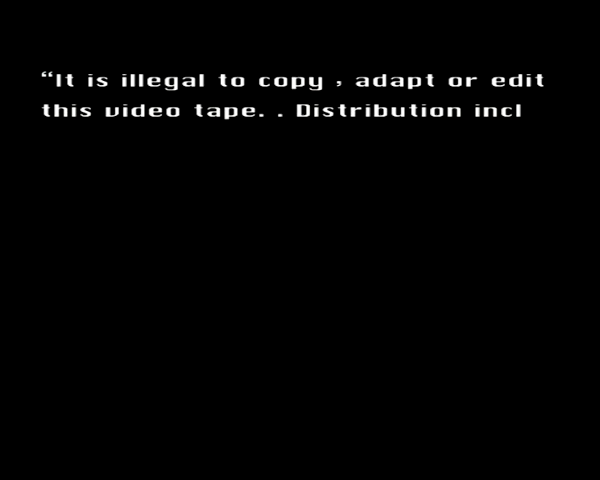 “It is illegal to copy , adapt or edit
this video tape. . Distribution incl